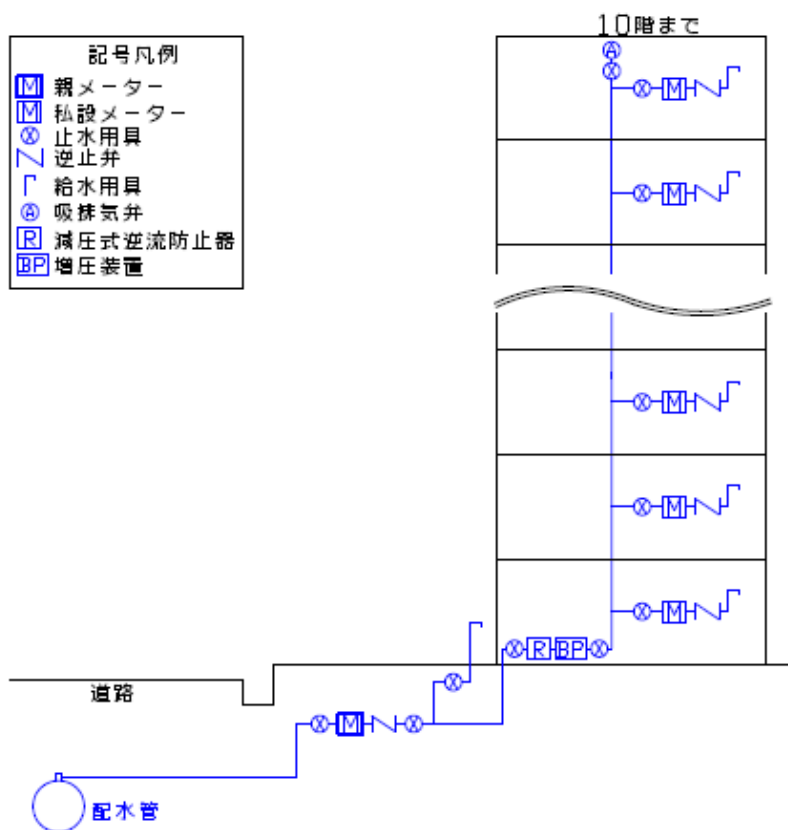 10階まで
記号凡例
M 親メーター
M 私設メーター
X 止水用具
逆止弁
給水用具
A 吸排気弁
R 減圧式逆流防止器
BP 増圧装置
A
X
X M
X M
X M
X M
X M
X R BP X
X
道路
X M X
配水管